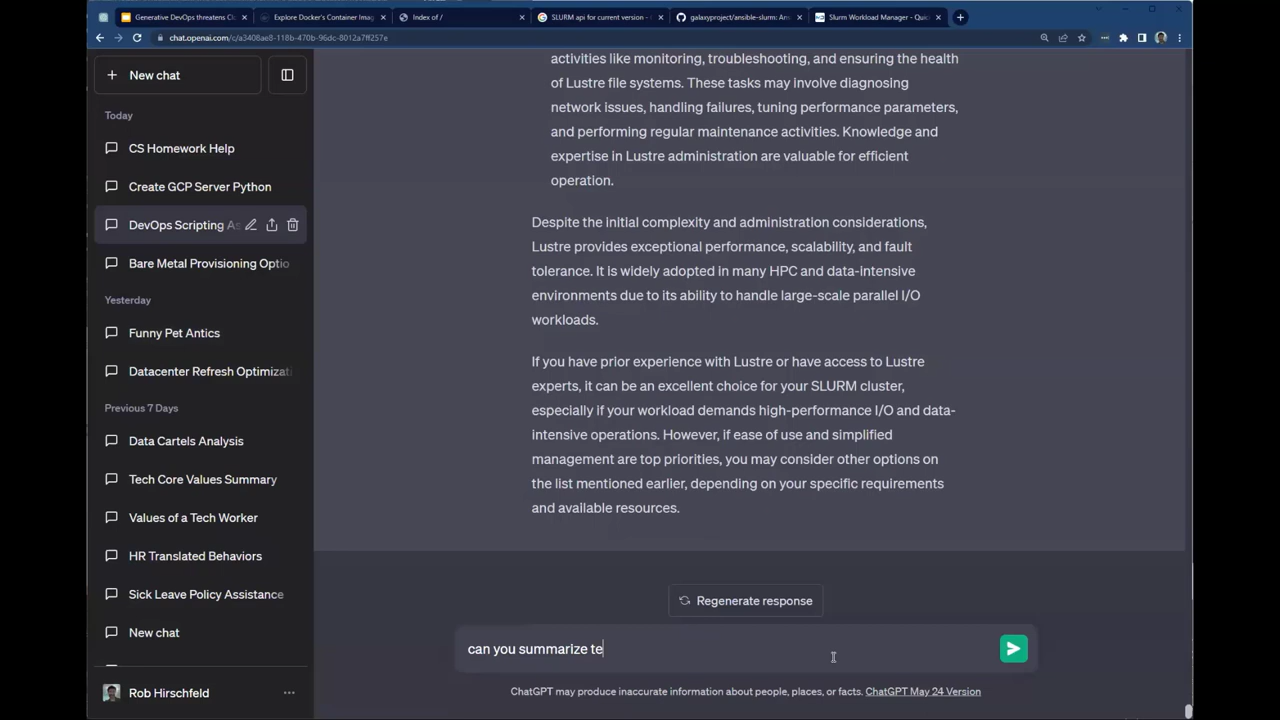 Generative DevOps threatens Cl
Explore Docker's Container Imag
Index of /
SLURM api for current version -
galaxyproject/ansible-slurm: An
Slurm Workload Manager - Quic
chat.openai.com/c/a3408ae8-118b-470b-96dc-8012a7ff257e
New chat
Today
CS Homework Help
Create GCP Server Python
DevOps Scripting As
Bare Metal Provisioning Optio
Yesterday
Funny Pet Antics
Datacenter Refresh Optimizati
Previous 7 Days
Data Cartels Analysis
Tech Core Values Summary
Values of a Tech Worker
HR Translated Behaviors
Sick Leave Policy Assistance
New chat
Rob Hirschfeld
activities like monitoring, troubleshooting, and ensuring the health
of Lustre file systems. These tasks may involve diagnosing
network issues, handling failures, tuning performance parameters,
and performing regular maintenance activities. Knowledge and
expertise in Lustre administration are valuable for efficient
operation.
Despite the initial complexity and administration considerations,
Lustre provides exceptional performance, scalability, and fault
tolerance. It is widely adopted in many HPC and data-intensive
environments due to its ability to handle large-scale parallel I/O
workloads.
If you have prior experience with Lustre or have access to Lustre
experts, it can be an excellent choice for your SLURM cluster,
especially if your workload demands high-performance I/O and data-
intensive operations. However, if ease of use and simplified
management are top priorities, you may consider other options on
the list mentioned earlier, depending on your specific requirements
and available resources.
Regenerate response
can you summarize te
ChatGPT may produce inaccurate information about people, places, or facts. ChatGPT May 24 Version